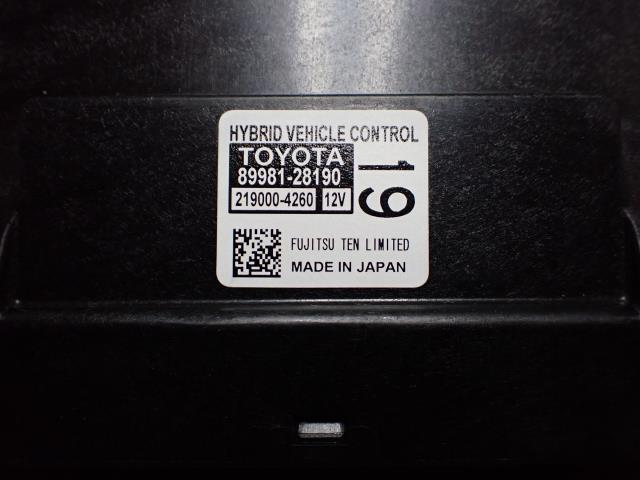 HYBRID VEHICLE CONTROL
TOYOTA
89981-28190
219000-4260 12V
19
FUJITSU TEN LIMITED
MADE IN JAPAN